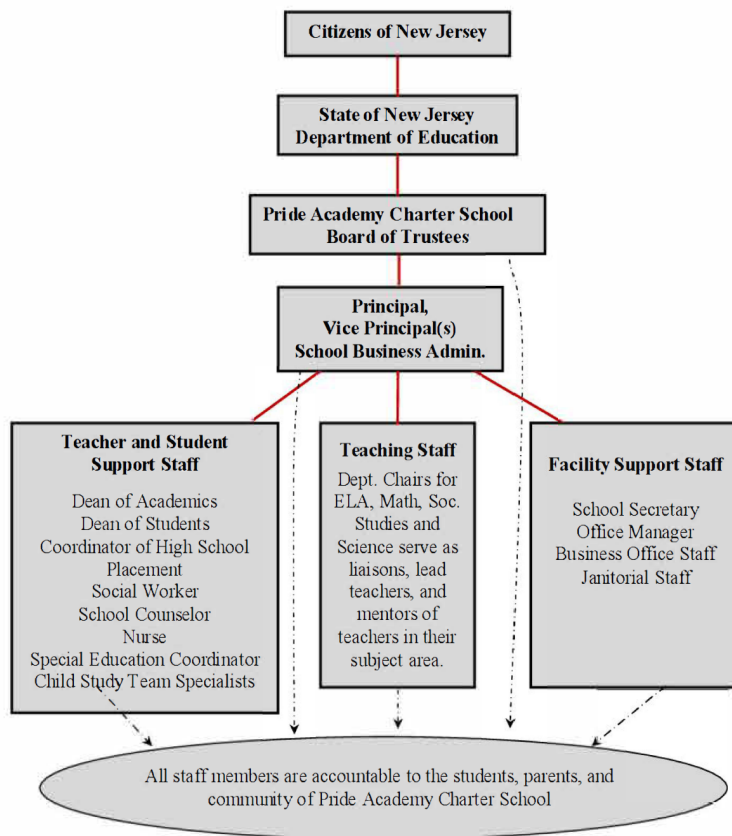 Citizens of New Jersey
State of New Jersey
Department of Education
Pride Academy Charter School
Board of Trustees
Principal,
Vice Principal(s)
School Business Admin.
Teacher and Student
Support Staff
Dean of Academics
Dean of Students
Coordinator of High School
Placement
Social Worker
School Counselor
Nurse
Special Education Coordinator
Child Study Team Specialists
Teaching Staff
Dept. Chairs for
ELA, Math, Soc.
Studies and
Science serve as
liaisons, lead
teachers, and
mentors of
teachers in their
subject area.
Facility Support Staff
School Secretary
Office Manager
Business Office Staff
Janitorial Staff
All staff members are accountable to the students, parents, and
community of Pride Academy Charter School